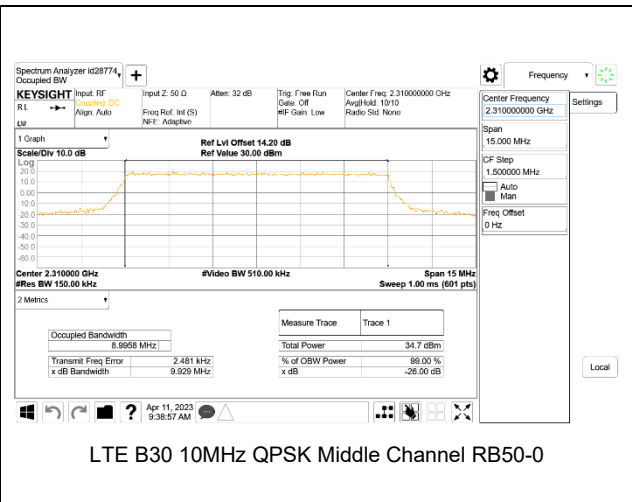 Spectrum Analyzer id28774
Occupied BW
+
Frequency
KEYSIGHT
RL
Input: RF
Coupling: DC
Align: Auto
Input Z: 50 Ω
Freq Ref: Int (S)
NFE: Adaptive
Atten: 32 dB
Trig: Free Run
Gate: Off
#IF Gain: Low
Center Freq: 2.310000000 GHz
Avg|Hold: 10/10
Radio Std: None
Center Frequency
2.310000000 GHz
Settings
Span
15.000 MHz
CF Step
1.500000 MHz
Auto
Man
Freq Offset
0 Hz
1 Graph
Scale/Div 10.0 dB
Ref Lvl Offset 14.20 dB
Ref Value 30.00 dBm
Log
20.0
10.0
0.00
-10.0
-20.0
-30.0
-40.0
-50.0
-60.0
Center 2.310000 GHz
#Res BW 150.00 kHz
#Video BW 510.00 kHz
Span 15 MHz
Sweep 1.00 ms (601 pts)
2 Metrics
Occupied Bandwidth
8.9958 MHz
Transmit Freq Error 2.481 kHz
x dB Bandwidth 9.929 MHz
Measure Trace Trace 1
Total Power 34.7 dBm
% of OBW Power 99.00 %
x dB -26.00 dB
Local
?
Apr 11, 2023
9:38:57 AM
LTE B30 10MHz QPSK Middle Channel RB50-0